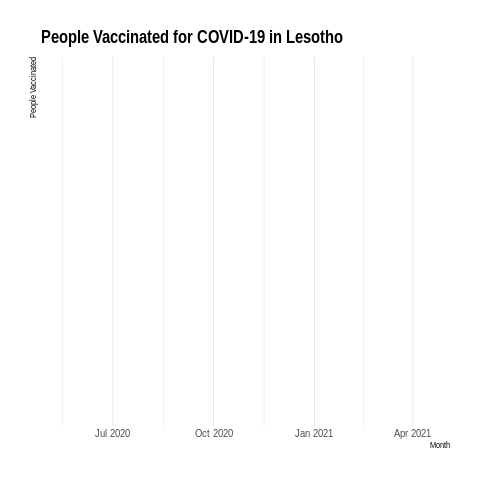 People Vaccinated for COVID-19 in Lesotho
People Vaccinated
Jul 2020
Oct 2020
Jan 2021
Apr 2021
Month